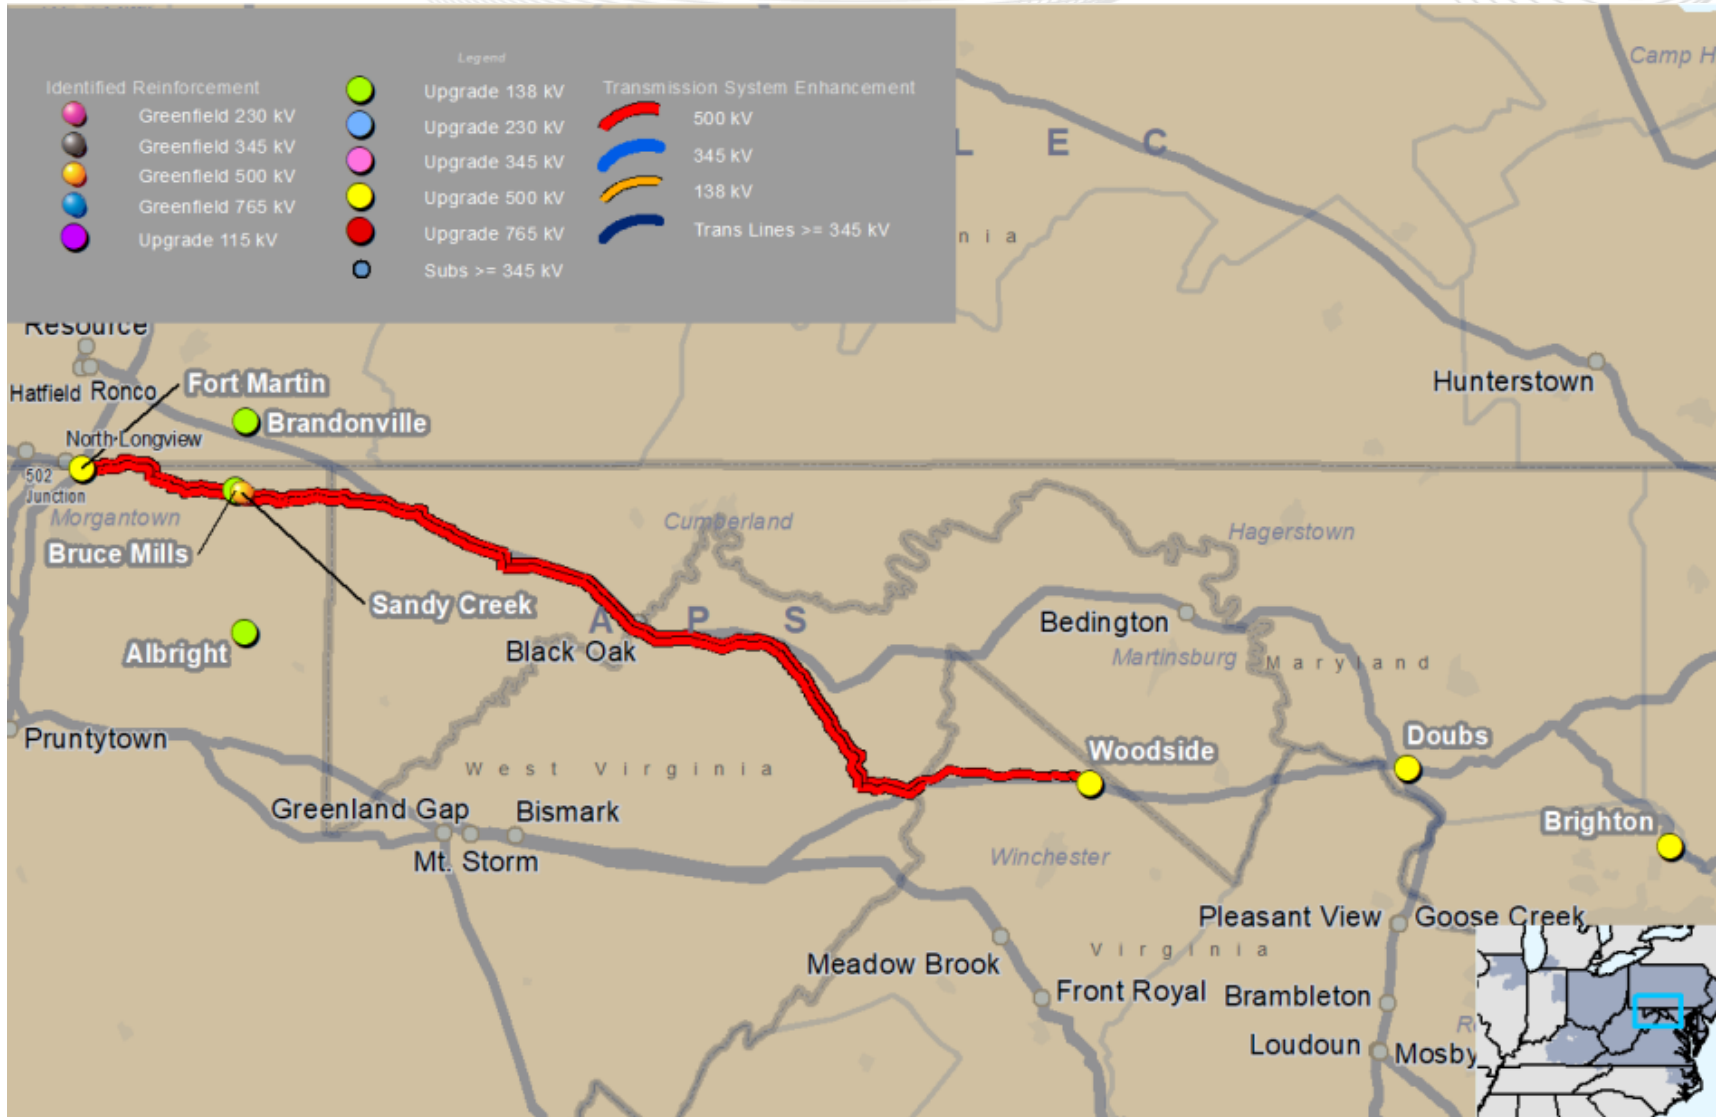 Legend
Identified Reinforcement
Greenfield 230 kV
Greenfield 345 kV
Greenfield 500 kV
Greenfield 765 kV
Upgrade 115 kV
Upgrade 138 kV
Upgrade 230 kV
Upgrade 345 kV
Upgrade 500 kV
Upgrade 765 kV
Subs >= 345 kV
Transmission System Enhancement
500 kV
345 kV
138 kV
Trans Lines >= 345 kV
Camp H
L E C
n i a
Resource
Hatfield
Ronco
Fort Martin
Hunterstown
Brandonville
North Longview
502
Junction
Morgantown
Cumberland
Hagerstown
Bruce Mills
Sandy Creek
A P S
Bedington
Black Oak
Albright
Martinsburg
Maryland
Pruntytown
Woodside
Doubs
West Virginia
Greenland Gap
Bismark
Brighton
Mt. Storm
Winchester
Pleasant View
Goose Creek
Virginia
Meadow Brook
Front Royal
Brambleton
Loudoun
Mosby